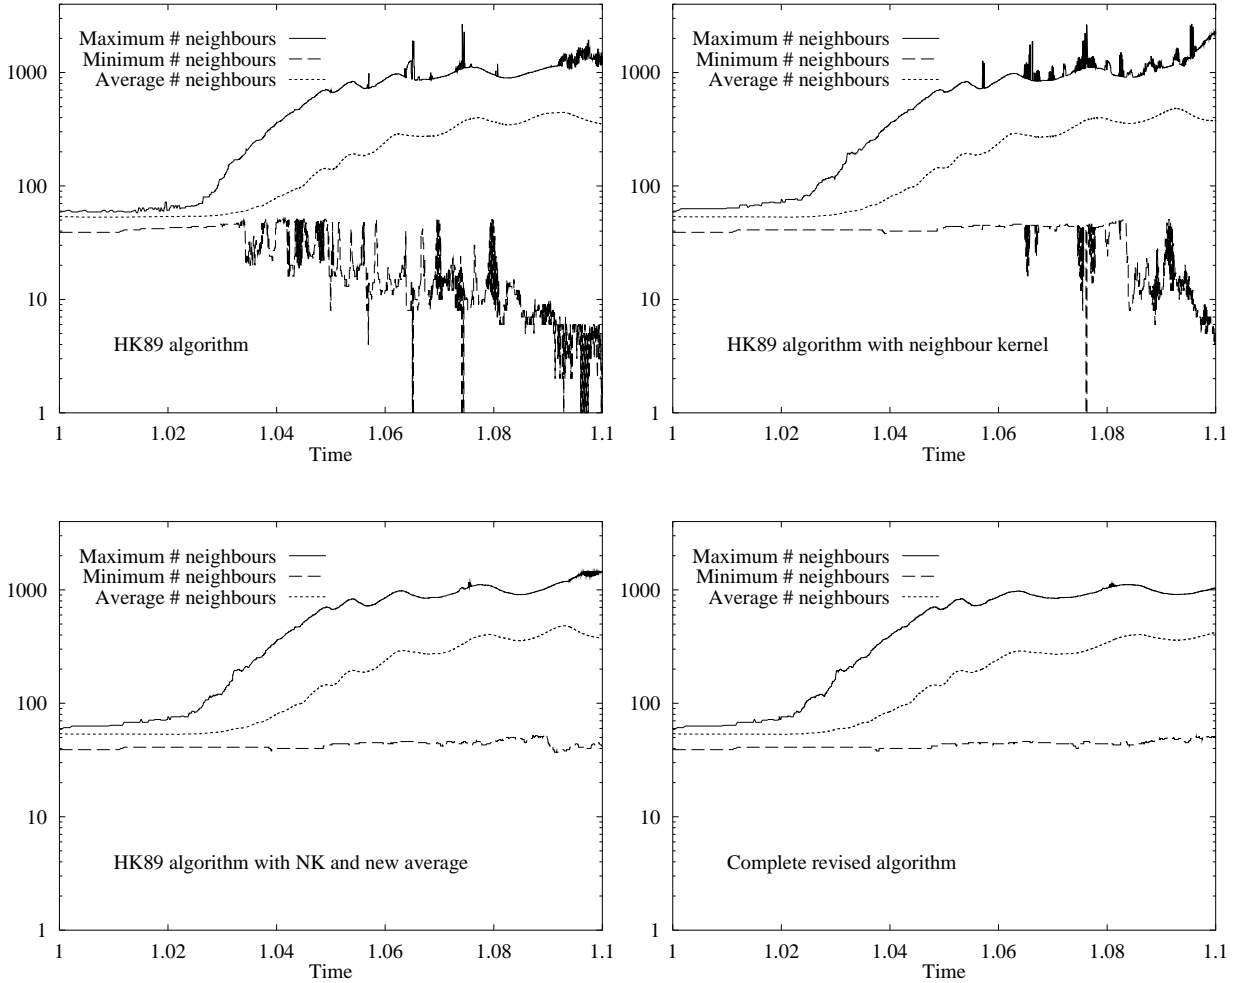 Maximum # neighbours
Minimum # neighbours
Average # neighbours
1000
100
10
1
HK89 algorithm
1 1.02 1.04 1.06 1.08 1.1
Time
Maximum # neighbours
Minimum # neighbours
Average # neighbours
1000
100
10
1
HK89 algorithm with neighbour kernel
1 1.02 1.04 1.06 1.08 1.1
Time
Maximum # neighbours
Minimum # neighbours
Average # neighbours
1000
100
10
1
HK89 algorithm with NK and new average
1 1.02 1.04 1.06 1.08 1.1
Time
Maximum # neighbours
Minimum # neighbours
Average # neighbours
1000
100
10
1
Complete revised algorithm
1 1.02 1.04 1.06 1.08 1.1
Time